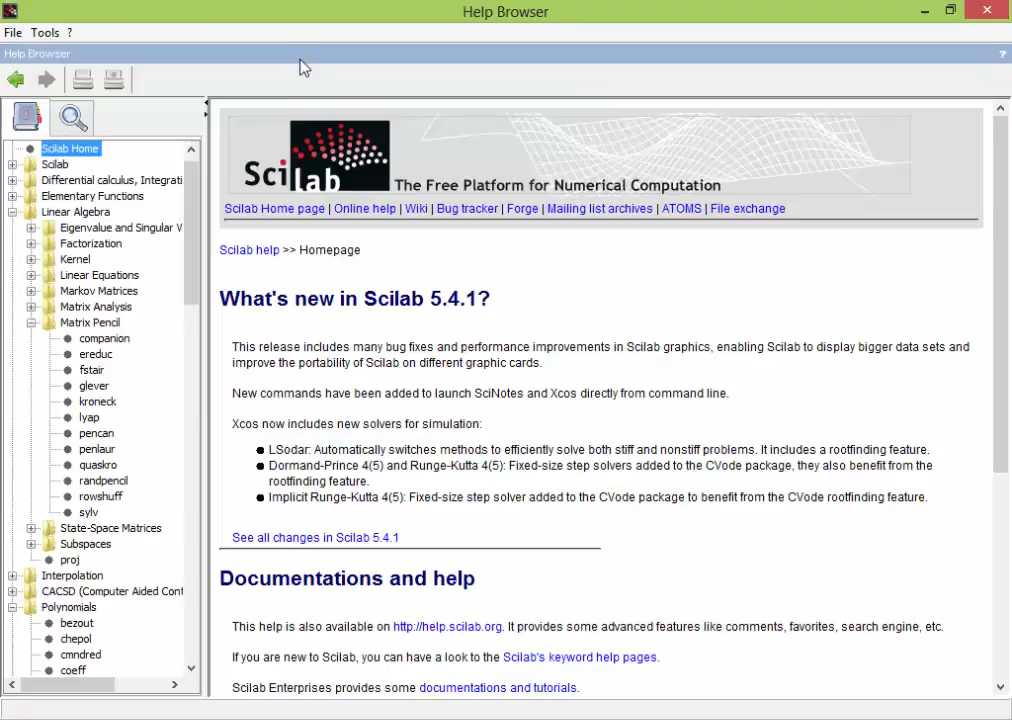 Help Browser
File Tools ?
Help Browser ?
Scilab Home
Scilab
Differential calculus, Integrati
Elementary Functions
Linear Algebra
Eigenvalue and Singular V
Factorization
Kernel
Linear Equations
Markov Matrices
Matrix Analysis
Matrix Pencil
companion
ereduc
fstair
glever
kroneck
lyap
pencan
penlaur
quaskro
randpencil
rowshuff
sylv
State-Space Matrices
Subspaces
proj
Interpolation
CACSD (Computer Aided Cont
Polynomials
bezout
chepol
cmndred
coeff
Scilab The Free Platform for Numerical Computation
Scilab Home page | Online help | Wiki | Bug tracker | Forge | Mailing list archives | ATOMS | File exchange
Scilab help >> Homepage
What's new in Scilab 5.4.1?
This release includes many bug fixes and performance improvements in Scilab graphics, enabling Scilab to display bigger data sets and
improve the portability of Scilab on different graphic cards.
New commands have been added to launch SciNotes and Xcos directly from command line.
Xcos now includes new solvers for simulation:
LSodar: Automatically switches methods to efficiently solve both stiff and nonstiff problems. It includes a rootfinding feature.
Dormand-Prince 4(5) and Runge-Kutta 4(5): Fixed-size step solvers added to the CVode package, they also benefit from the
rootfinding feature.
Implicit Runge-Kutta 4(5): Fixed-size step solver added to the CVode package to benefit from the CVode rootfinding feature.
See all changes in Scilab 5.4.1
Documentations and help
This help is also available on http://help.scilab.org. It provides some advanced features like comments, favorites, search engine, etc.
If you are new to Scilab, you can have a look to the Scilab's keyword help pages.
Scilab Enterprises provides some documentations and tutorials.